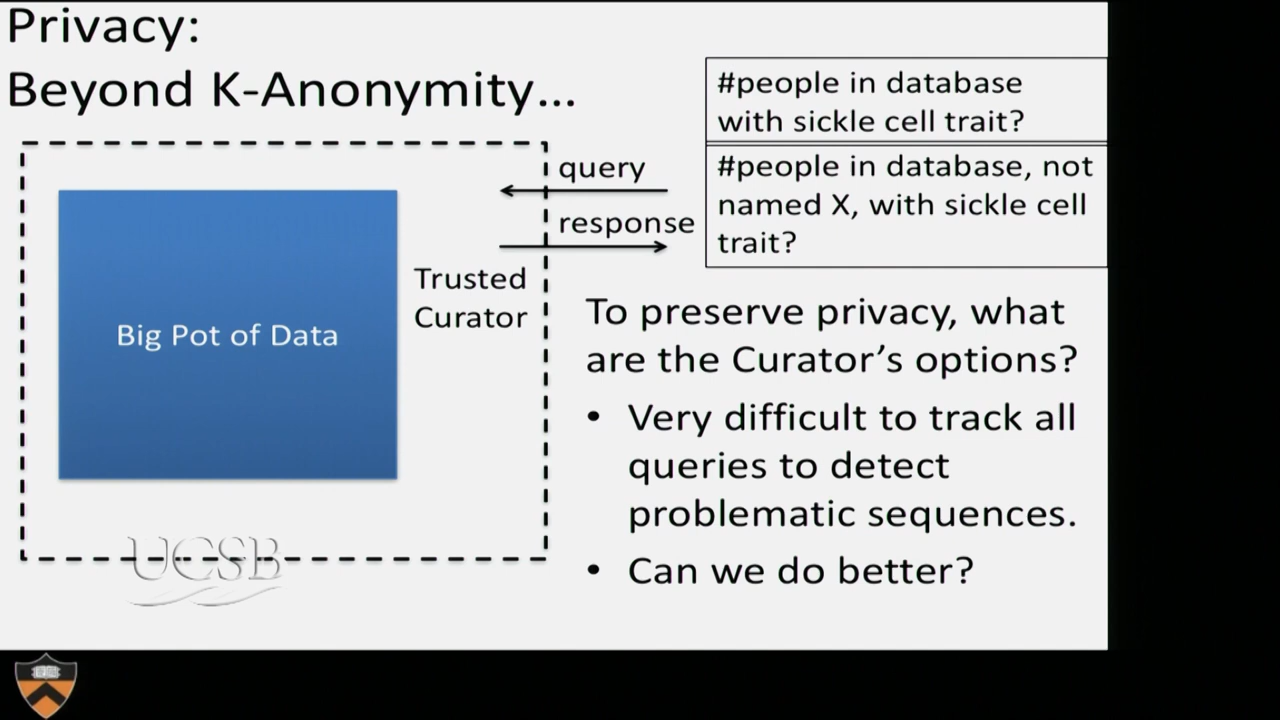 Privacy:
Beyond K-Anonymity...
#people in database
with sickle cell trait?
#people in database, not
named X, with sickle cell
trait?
query
response
Trusted
Curator
Big Pot of Data
To preserve privacy, what
are the Curator's options?
• Very difficult to track all
queries to detect
problematic sequences.
• Can we do better?
UCSB